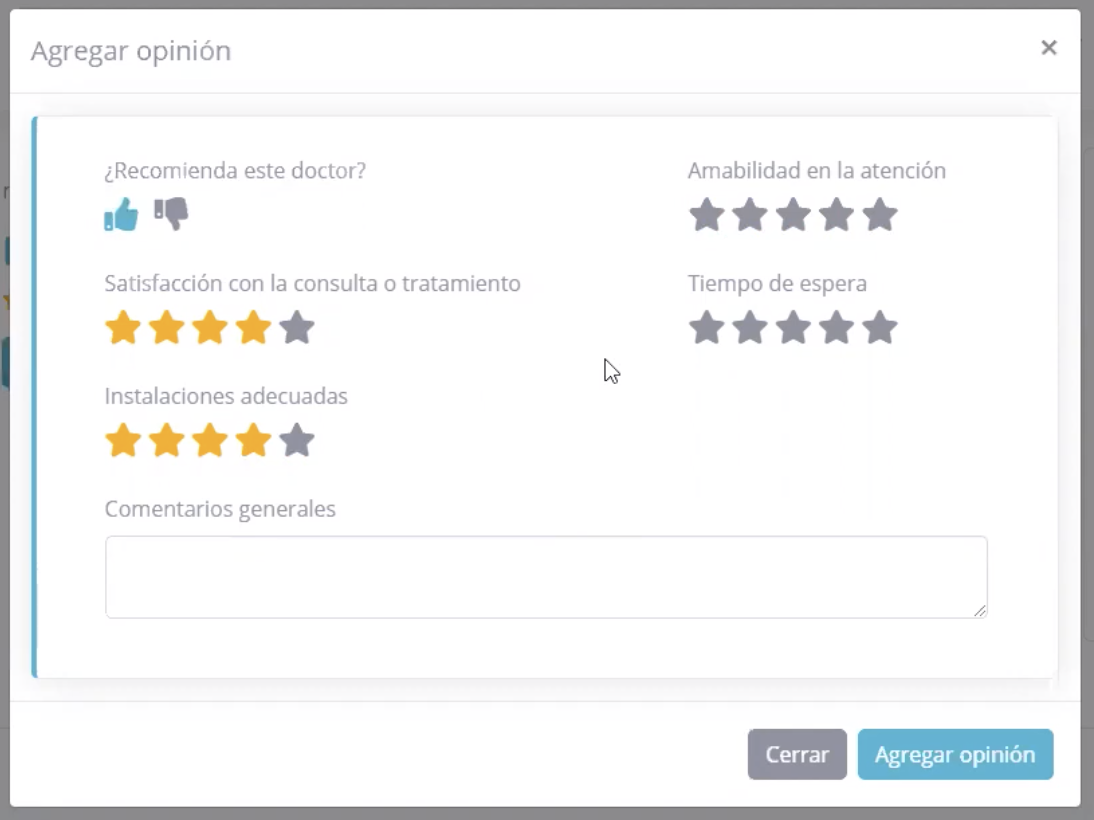 Agregar opinión
×
¿Recomienda este doctor?
Amabilidad en la atención
Satisfacción con la consulta o tratamiento
Tiempo de espera
Instalaciones adecuadas
Comentarios generales
Cerrar
Agregar opinión